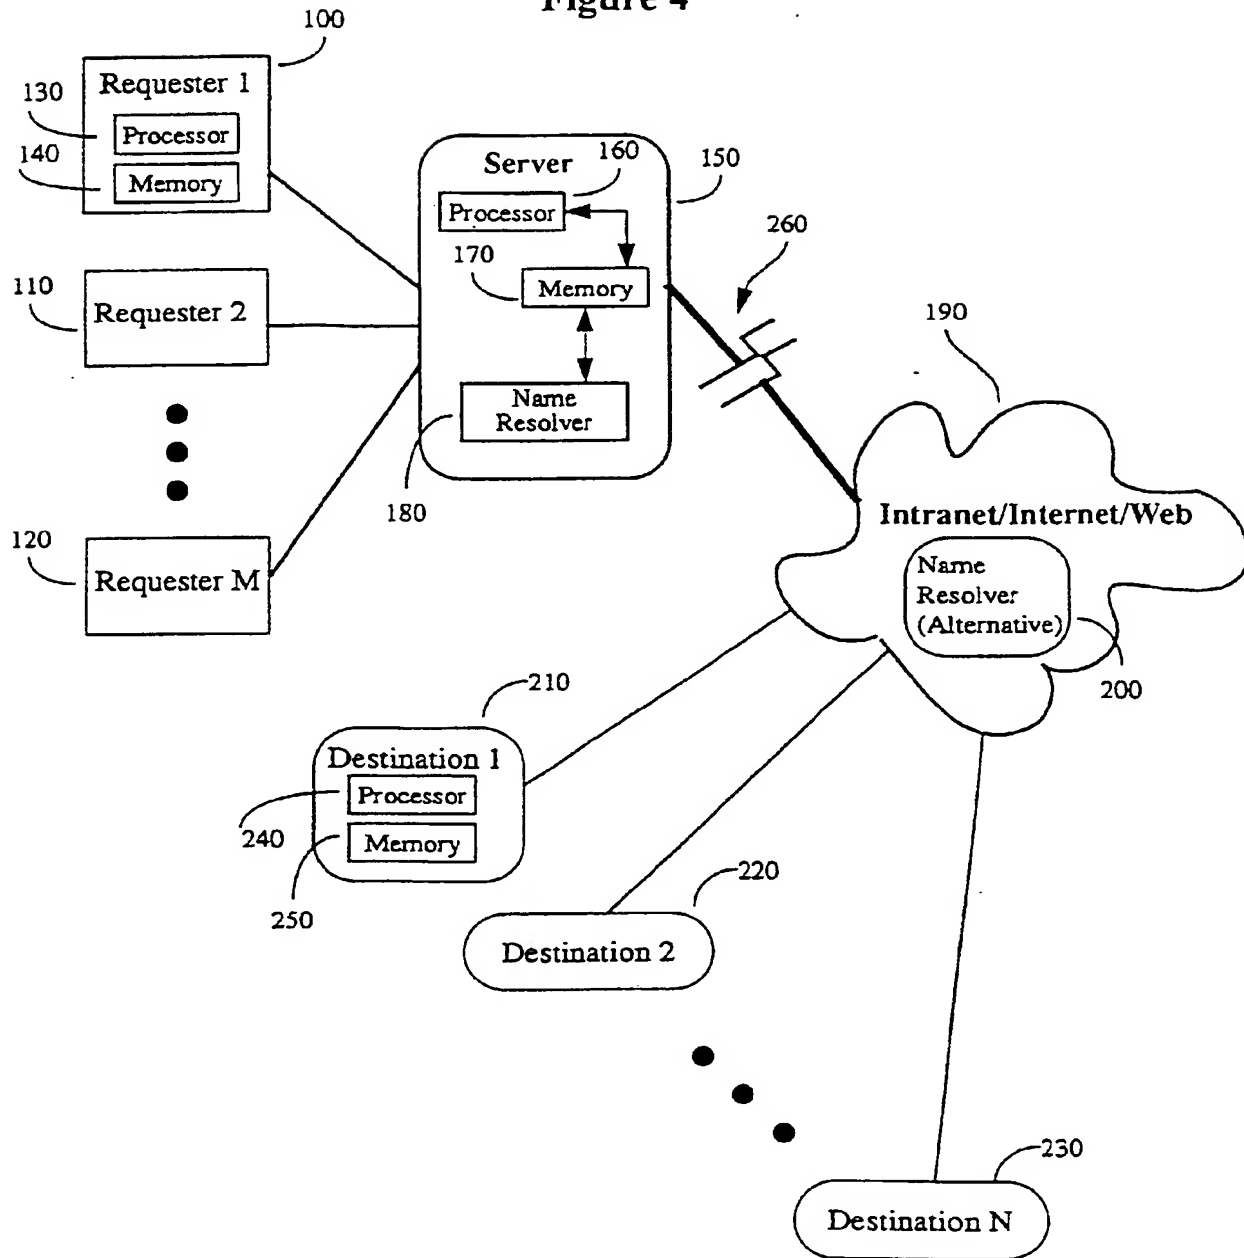 Figure 4
100
Requester 1
130
Processor
140
Memory
Server
160
150
Processor
260
170
Memory
110
Requester 2
190
Name
Resolver
180
Intranet/Internet/Web
120
Requester M
Name
Resolver
(Alternative)
200
210
Destination 1
Processor
240
Memory
250
220
Destination 2
230
Destination N